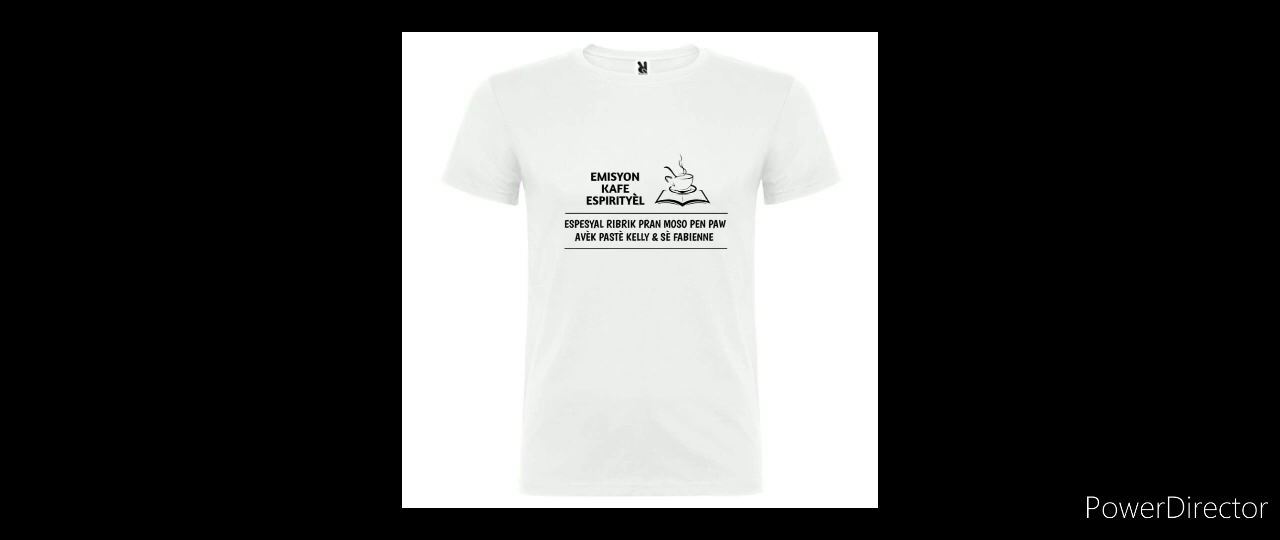 EMISYON
KAFE
ESPIRITYÈL
ESPESYAL RIBRIK PRAN MOSO PEN PAW
AVÈK PASTÈ KELLY & SÈ FABIENNE
PowerDirector